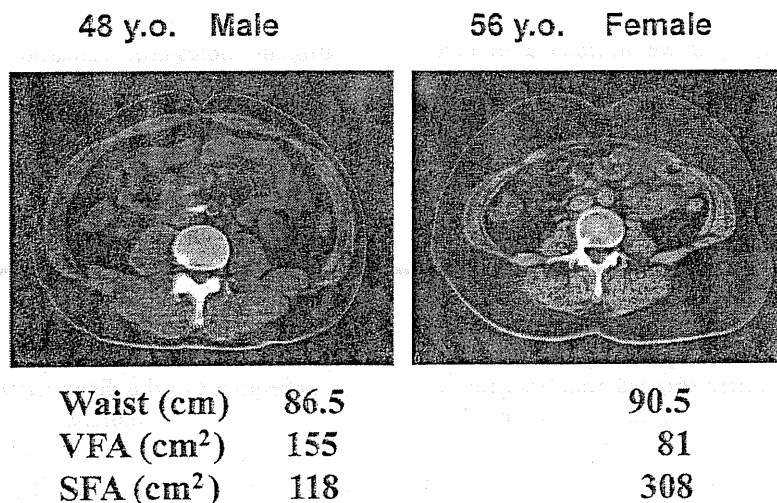 48 y.o. Male 56 y.o. Female
Waist (cm) 86.5 90.5
VFA (cm²) 155 81
SFA (cm²) 118 308